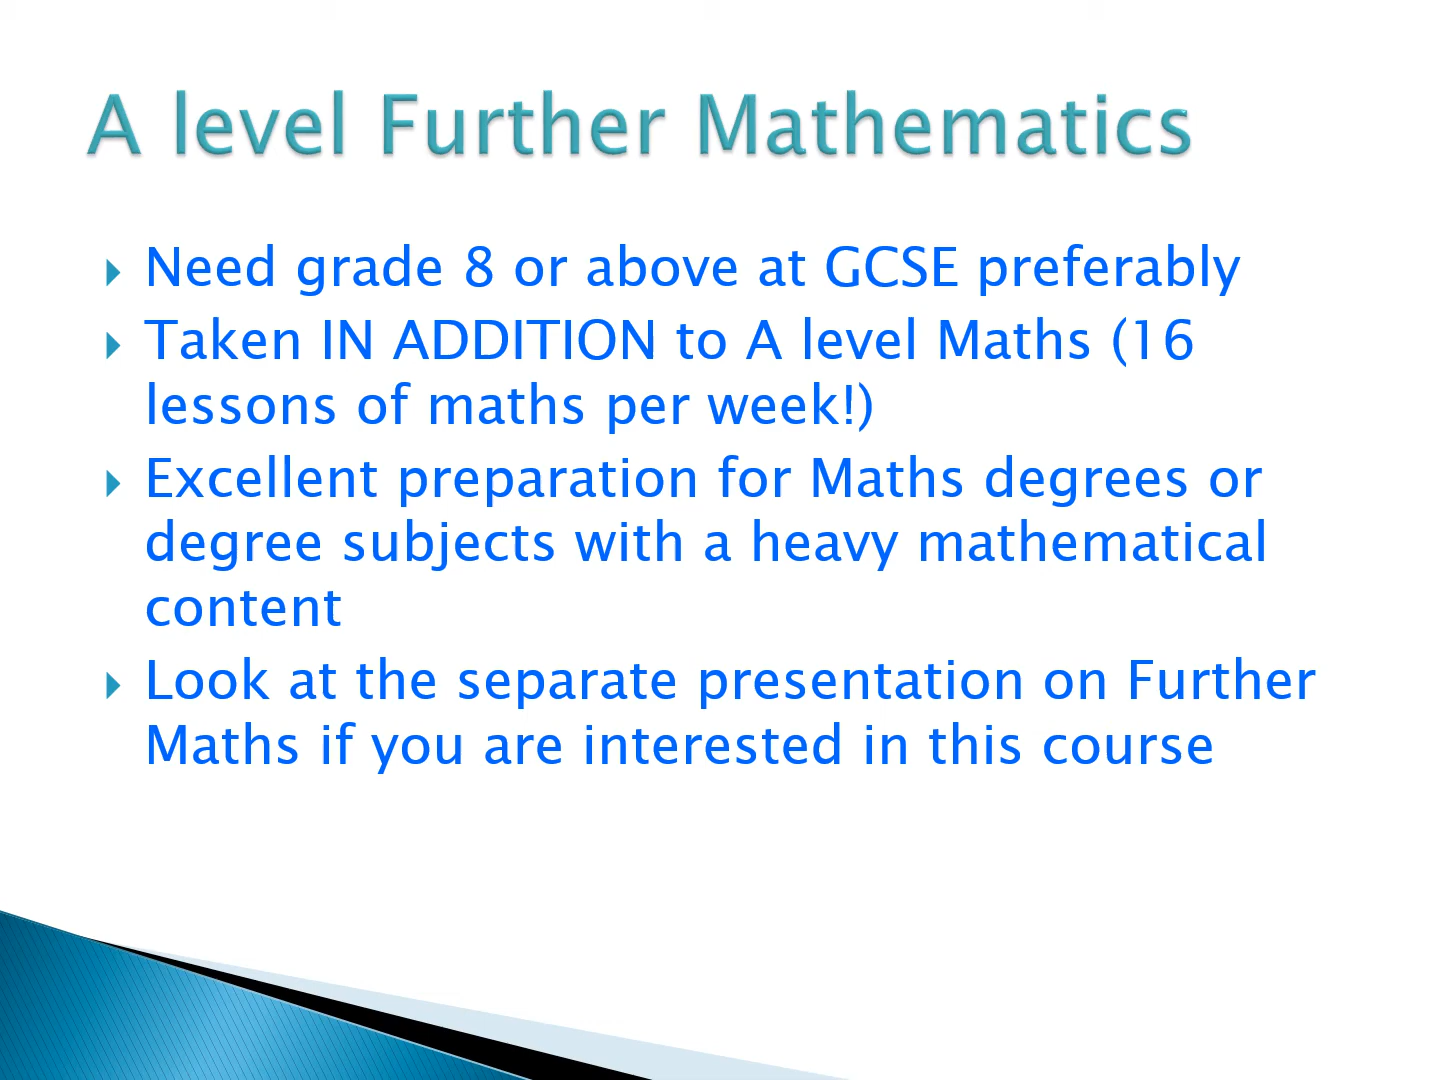 A level Further Mathematics
Need grade 8 or above at GCSE preferably
Taken IN ADDITION to A level Maths (16
lessons of maths per week!)
Excellent preparation for Maths degrees or
degree subjects with a heavy mathematical
content
Look at the separate presentation on Further
Maths if you are interested in this course